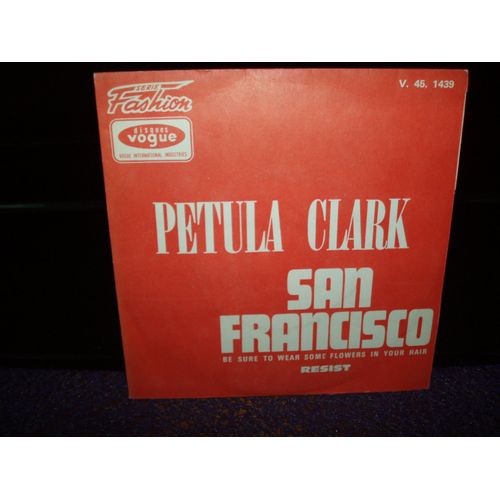 SERIE
Fashion
V. 45. 1439
disques
vogue
VOGUE INTERNATIONAL INDUSTRIES
PETULA CLARK
SAN
FRANCISCO
BE SURE TO WEAR SOME FLOWERS IN YOUR HAIR
RESIST